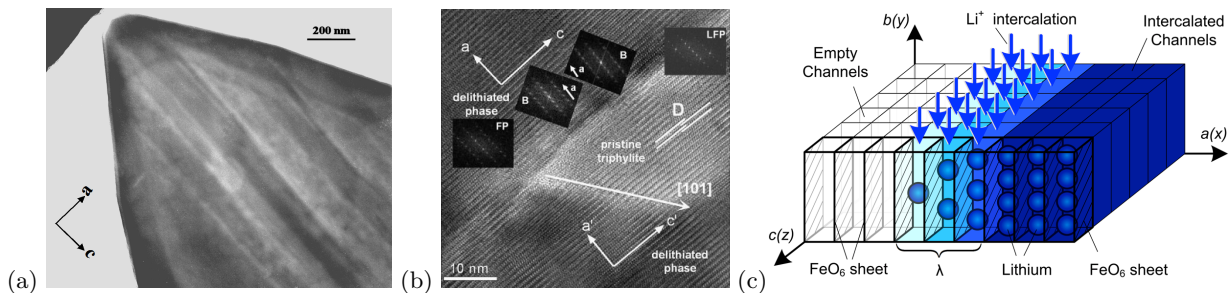 (a)
200 nm
a
c
(b)
a
c
delithiated
phase
B
a
B
a
LFP
FP
D
pristine
triphylite
[101]
a'
c'
delithiated
phase
10 nm
(c)
b(y)
Li+ intercalation
Intercalated
Channels
Empty
Channels
a(x)
c(z)
FeO6 sheet
λ
Lithium
FeO6 sheet